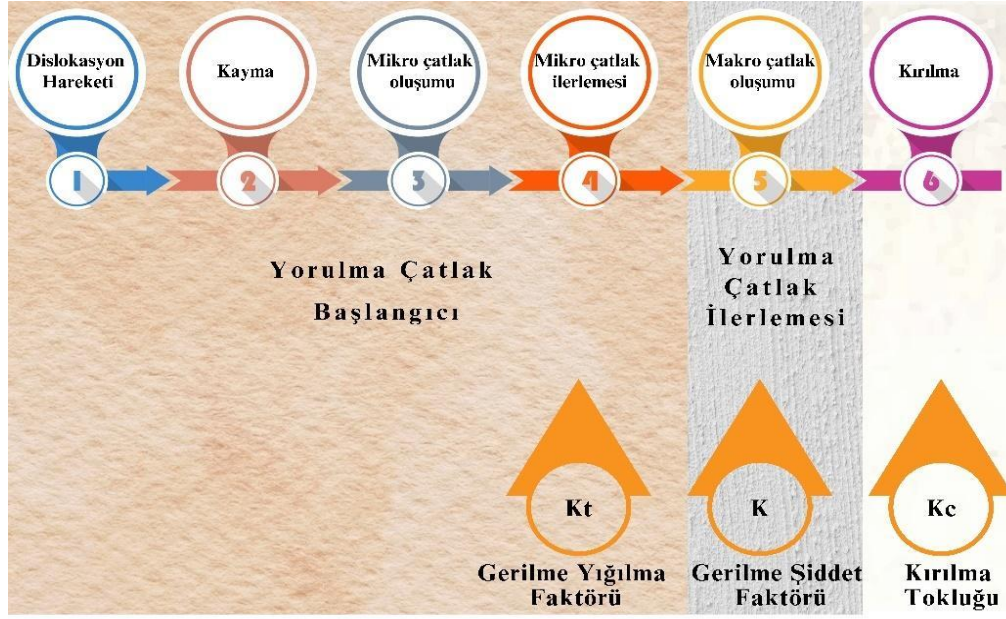 Dislokasyon
Hareketi
Kayma
Mikro çatlak
oluşumu
Mikro çatlak
ilerlemesi
Makro çatlak
oluşumu
Kırılma
1
2
3
4
5
6
Yorulma Çatlak
Başlangıcı
Yorulma
Çatlak
İlerlemesi
Kt
K
Kc
Gerilme Yığılma
Faktörü
Gerilme Şiddet
Faktörü
Kırılma
Tokluğu